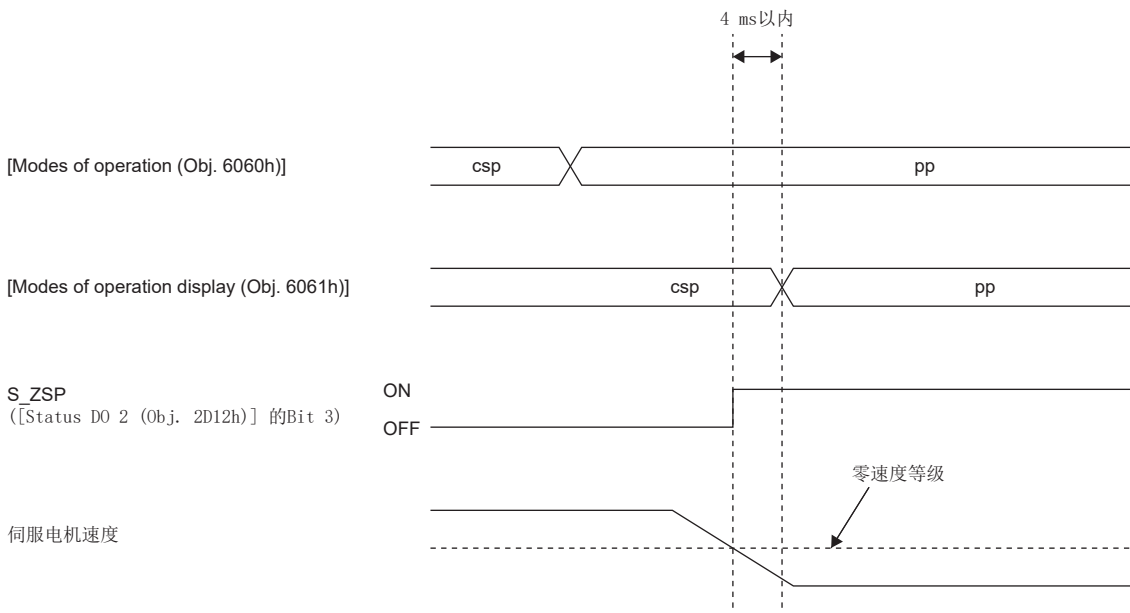 4 ms以内
[Modes of operation (Obj. 6060h)]
csp
pp
[Modes of operation display (Obj. 6061h)]
csp
pp
S_ZSP
([Status DO 2 (Obj. 2D12h)] 的Bit 3)
ON
OFF
零速度等级
伺服电机速度